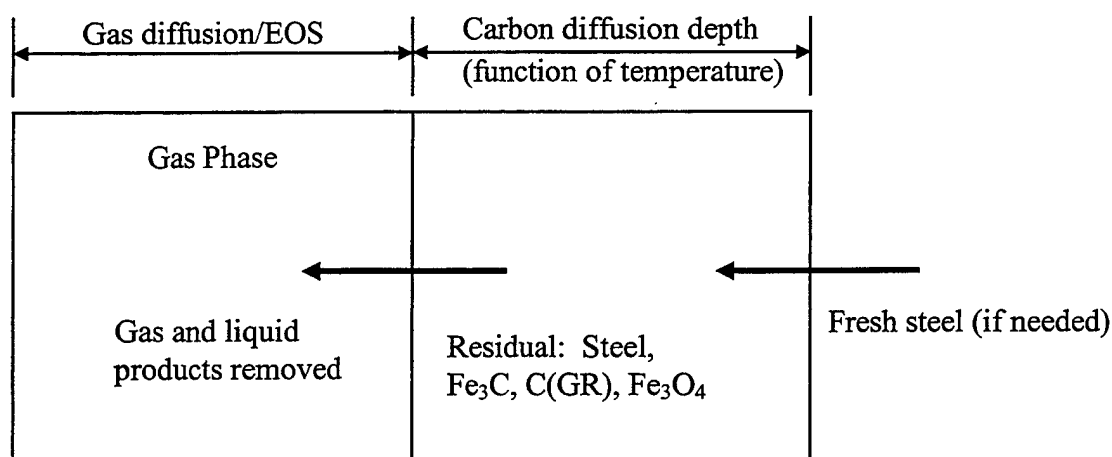 Gas diffusion/EOS
Carbon diffusion depth
(function of temperature)
Gas Phase
Gas and liquid
products removed
Residual: Steel,
Fe₃C, C(GR), Fe₃O₄
Fresh steel (if needed)